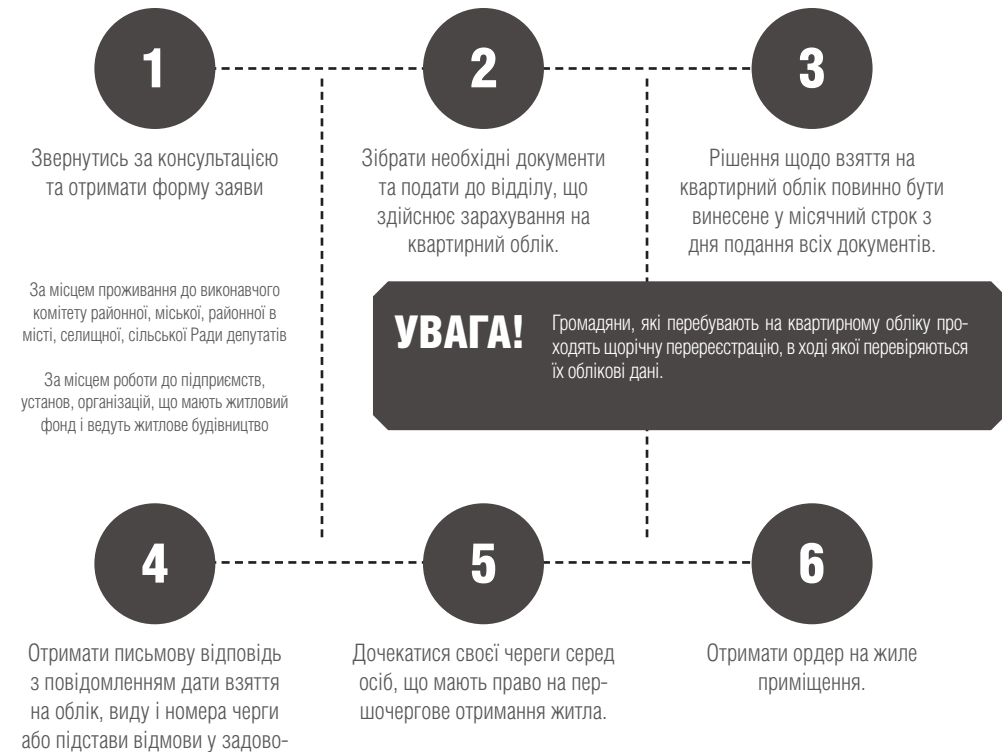 1
Звернутись за консультацією
та отримати форму заяви
За місцем проживання до виконавчого
комітету районної, міської, районної в
місті, селищної, сільської Ради депутатів
За місцем роботи до підприємств,
установ, організацій, що мають житловий
фонд і ведуть житлове будівництво
2
Зібрати необхідні документи
та подати до відділу, що
здійснює зарахування на
квартирний облік.
3
Рішення щодо взяття на
квартирний облік повинно бути
винесене у місячний строк з
дня подання всіх документів.
УВАГА!
Громадяни, які перебувають на квартирному обліку про-
ходять щорічну перереєстрацію, в ході якої перевіряються
їх облікові дані.
4
Отримати письмову відповідь
з повідомленням дати взяття
на облік, виду і номера черги
або підстави відмови у задово-
5
Дочекатися своєї череги серед
осіб, що мають право на пер-
шочергове отримання житла.
6
Отримати ордер на жиле
приміщення.